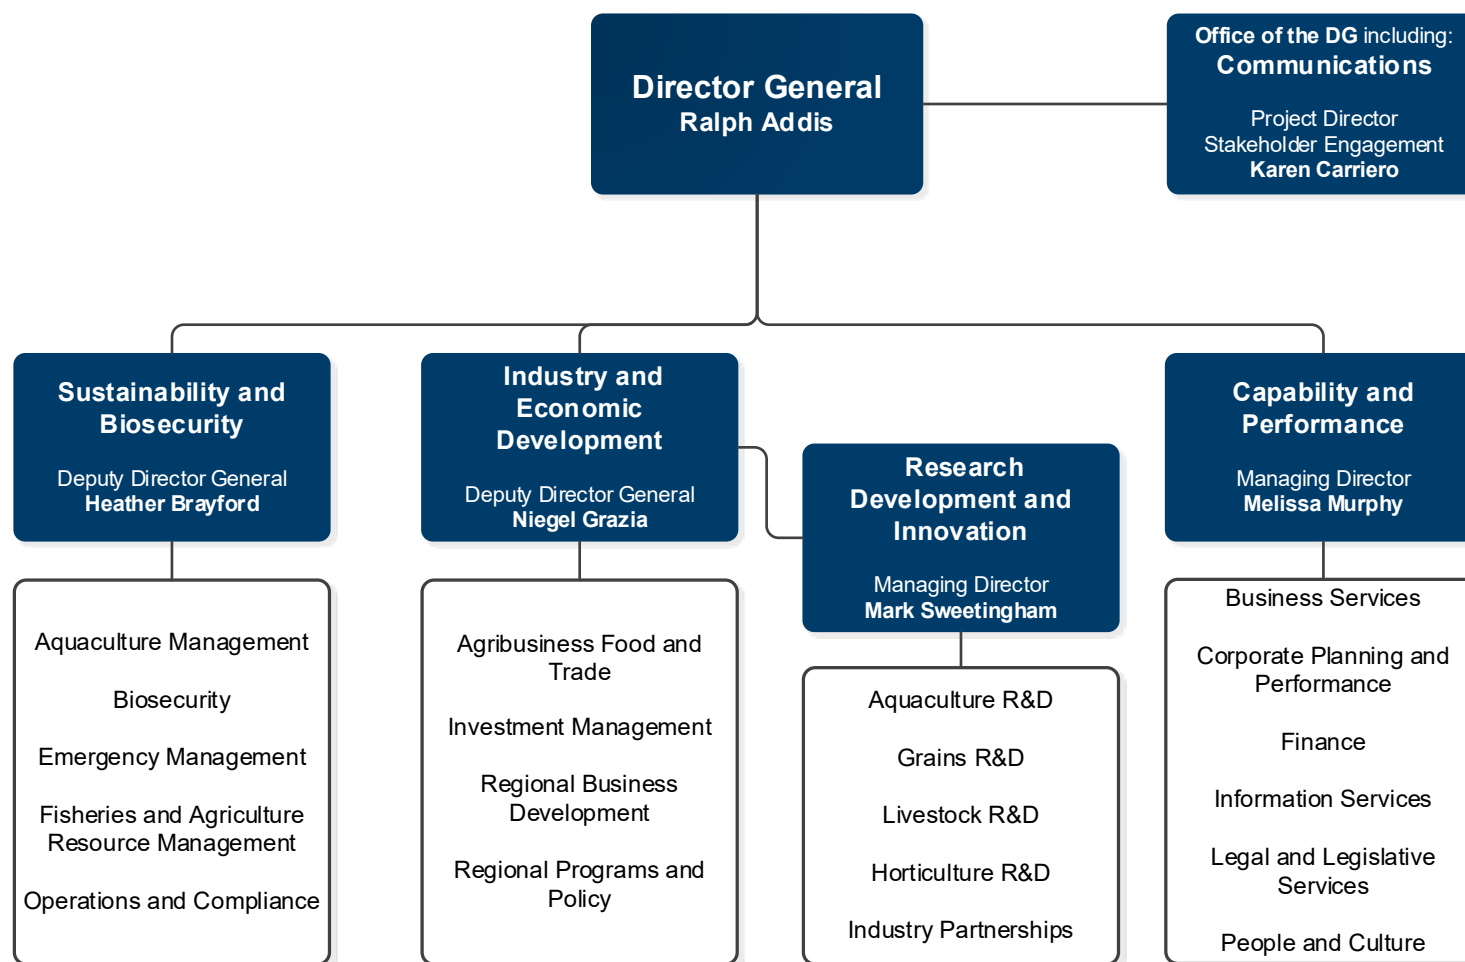 Director General
Ralph Addis
Office of the DG including:
Communications
Project Director
Stakeholder Engagement
Karen Carriero
Sustainability and
Biosecurity
Deputy Director General
Heather Brayford
Industry and
Economic
Development
Deputy Director General
Niegel Grazia
Research
Development and
Innovation
Managing Director
Mark Sweetingham
Capability and
Performance
Managing Director
Melissa Murphy
Aquaculture Management
Biosecurity
Emergency Management
Fisheries and Agriculture
Resource Management
Operations and Compliance
Agribusiness Food and
Trade
Investment Management
Regional Business
Development
Regional Programs and
Policy
Aquaculture R&D
Grains R&D
Livestock R&D
Horticulture R&D
Industry Partnerships
Business Services
Corporate Planning and
Performance
Finance
Information Services
Legal and Legislative
Services
People and Culture